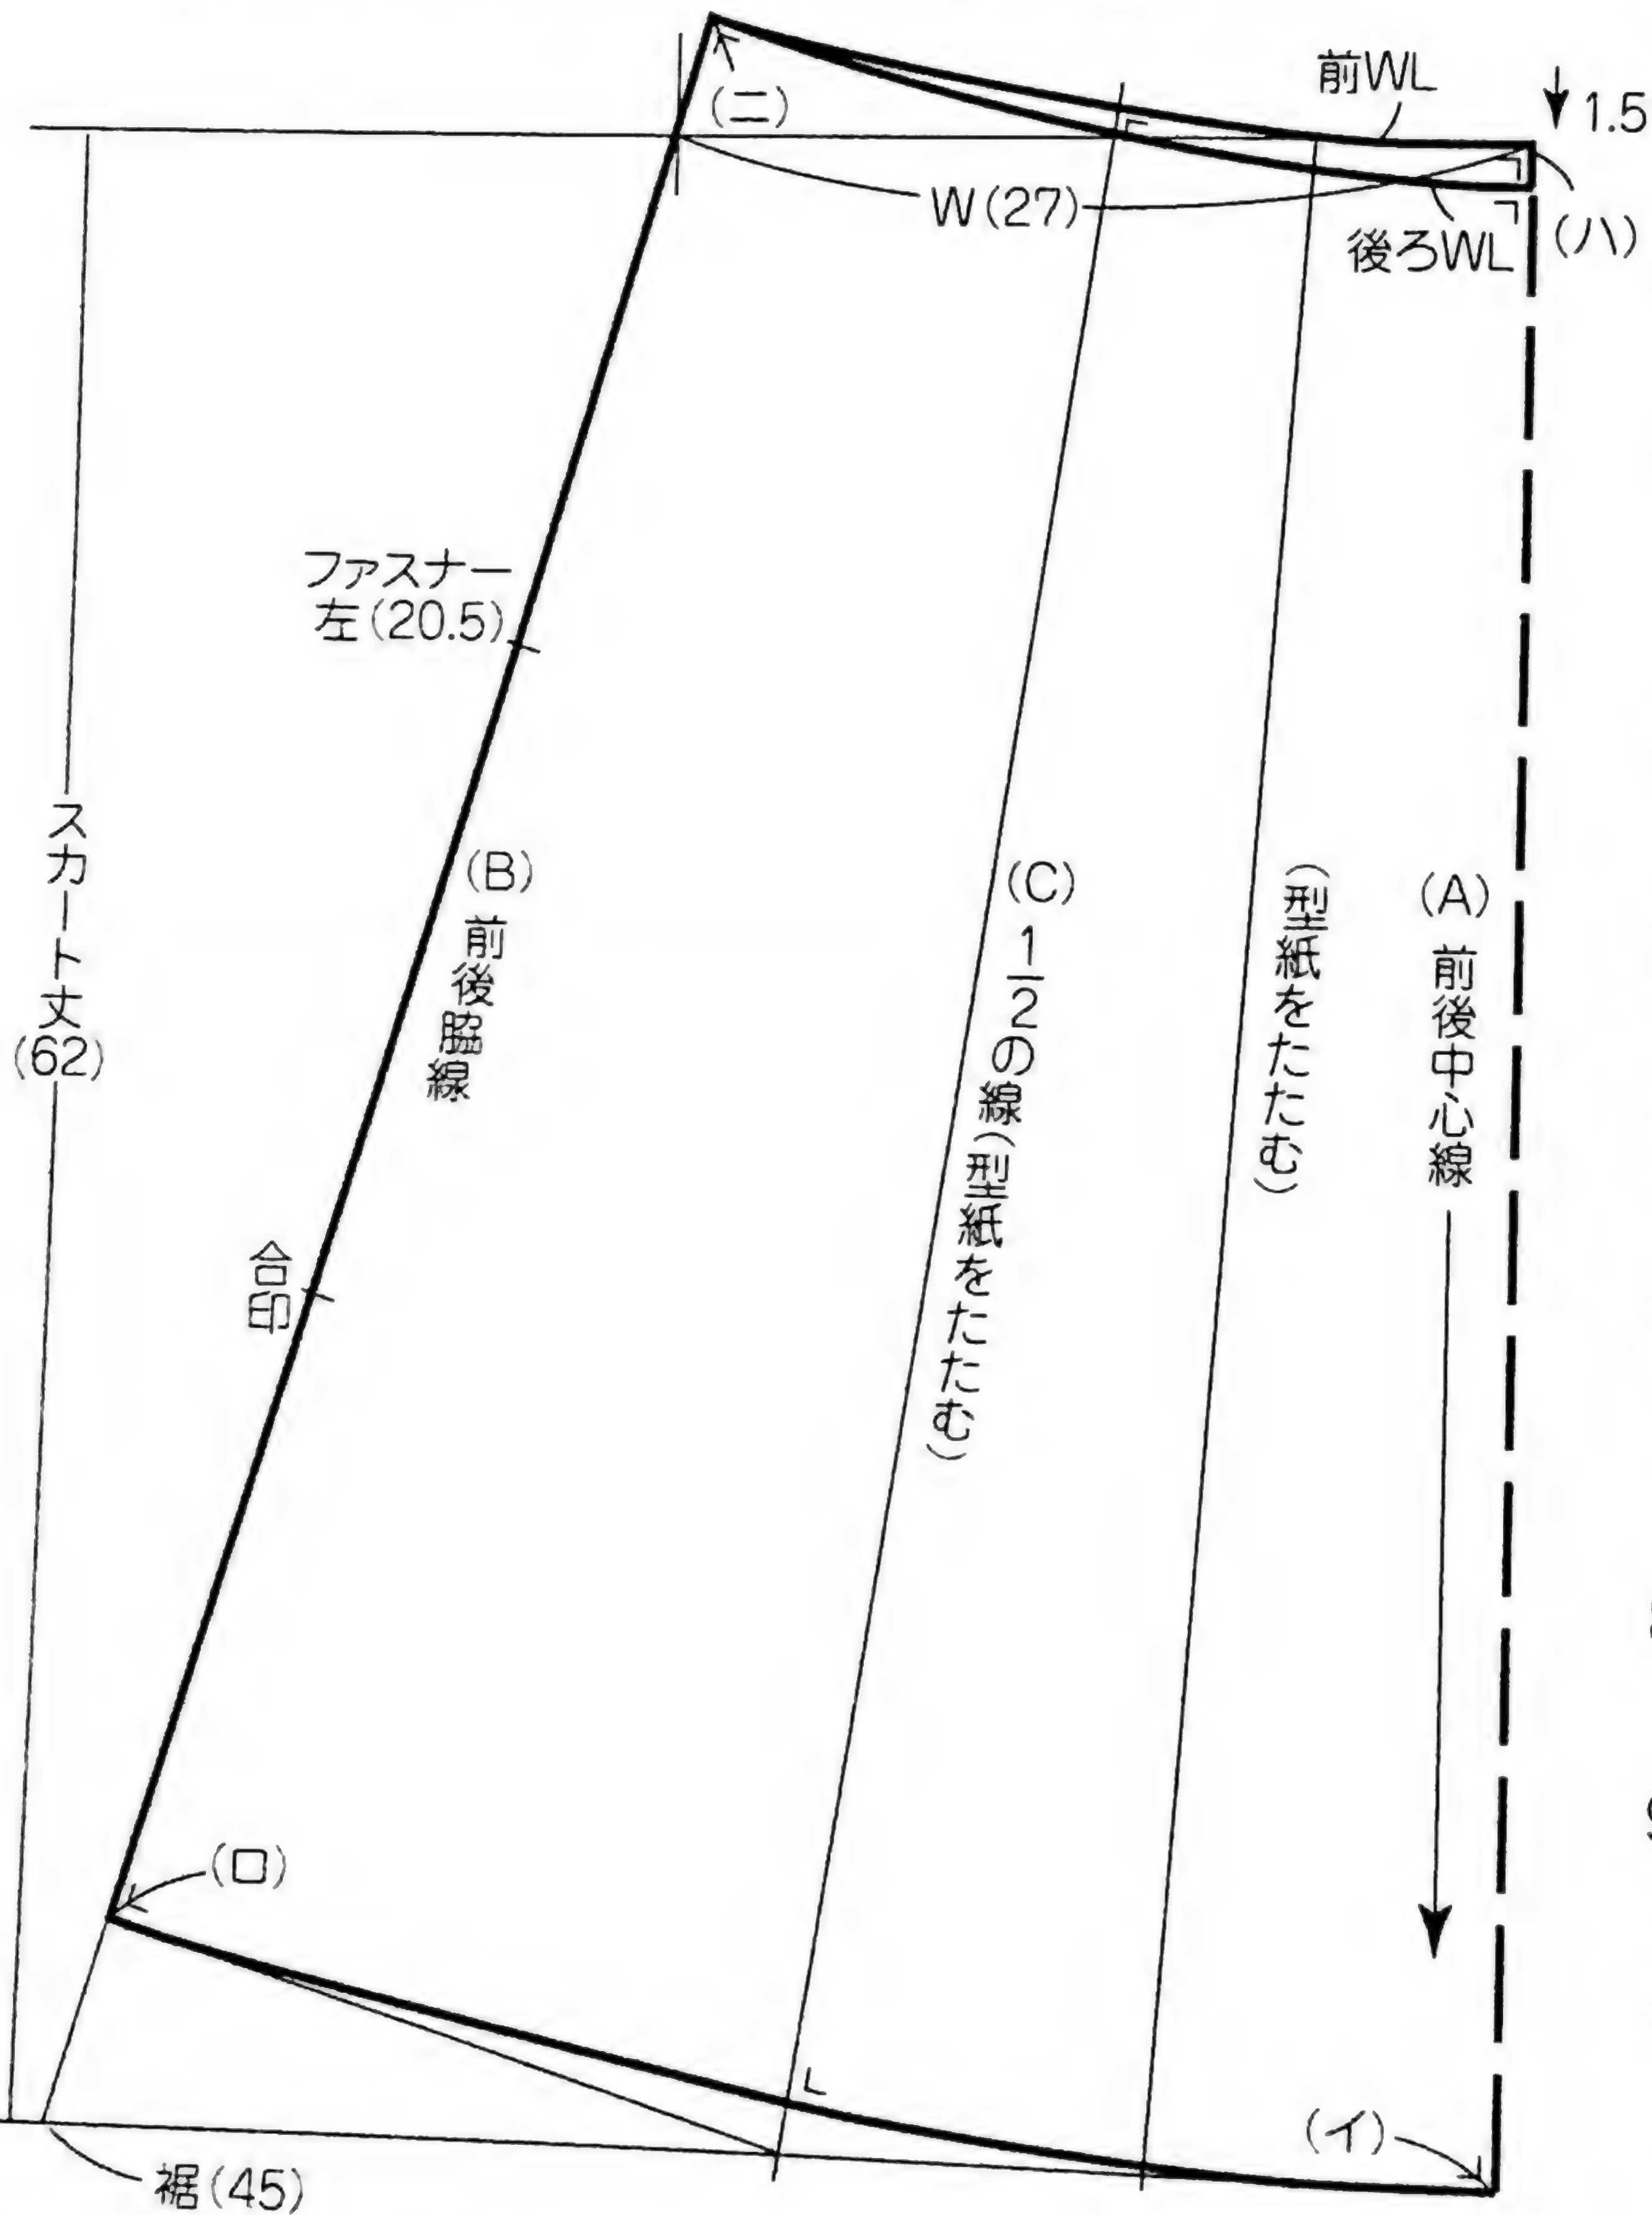 前WL
1.5
(ニ)
W(27)
後ろWL
(ハ)
ファスナー
左(20.5)
スカート丈
(62)
(B)
前後脇線
(C)
1/2の線(型紙をたたむ)
(型紙をたたむ)
(A)
前後中心線
合印
(ロ)
(イ)
裾(45)